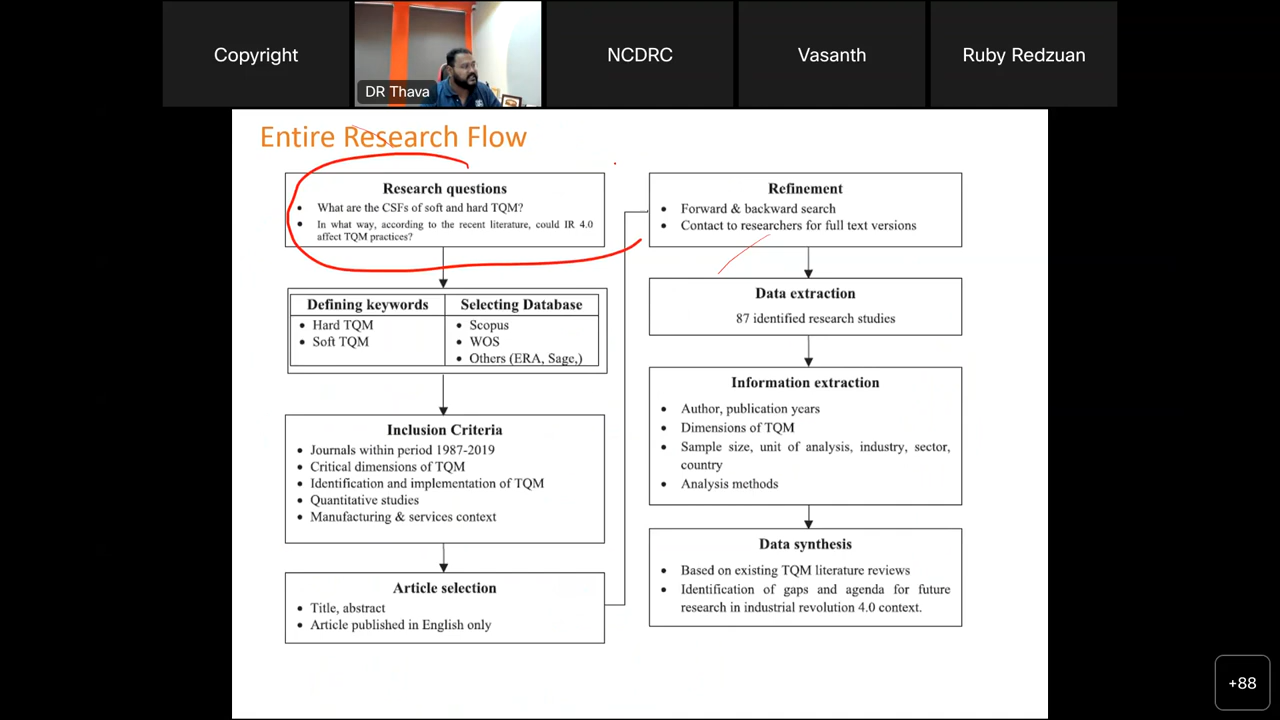 Copyright
DR Thava
NCDRC
Vasanth
Ruby Redzuan
Entire Research Flow
Research questions
• What are the CSFs of soft and hard TQM?
• In what way, according to the recent literature, could IR 4.0
affect TQM practices?
Defining keywords
• Hard TQM
• Soft TQM
Selecting Database
• Scopus
• WOS
• Others (ERA, Sage,)
Inclusion Criteria
• Journals within period 1987-2019
• Critical dimensions of TQM
• Identification and implementation of TQM
• Quantitative studies
• Manufacturing & services context
Article selection
• Title, abstract
• Article published in English only
Refinement
• Forward & backward search
• Contact to researchers for full text versions
Data extraction
87 identified research studies
Information extraction
• Author, publication years
• Dimensions of TQM
• Sample size, unit of analysis, industry, sector,
country
• Analysis methods
Data synthesis
• Based on existing TQM literature reviews
• Identification of gaps and agenda for future
research in industrial revolution 4.0 context.
+88